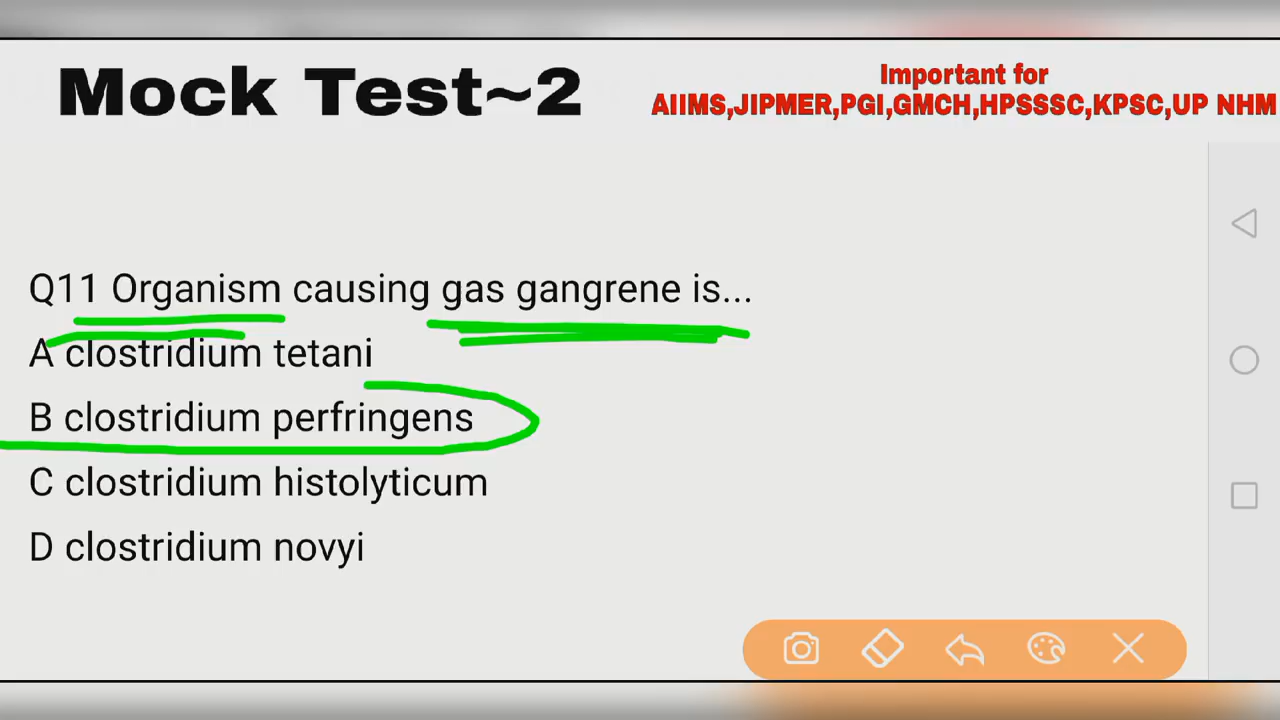 Mock Test~2
Important for
AIIMS,JIPMER,PGI,GMCH,HPSSSC,KPSC,UP NHM
Q11 Organism causing gas gangrene is...
A clostridium tetani
B clostridium perfringens
C clostridium histolyticum
D clostridium novyi